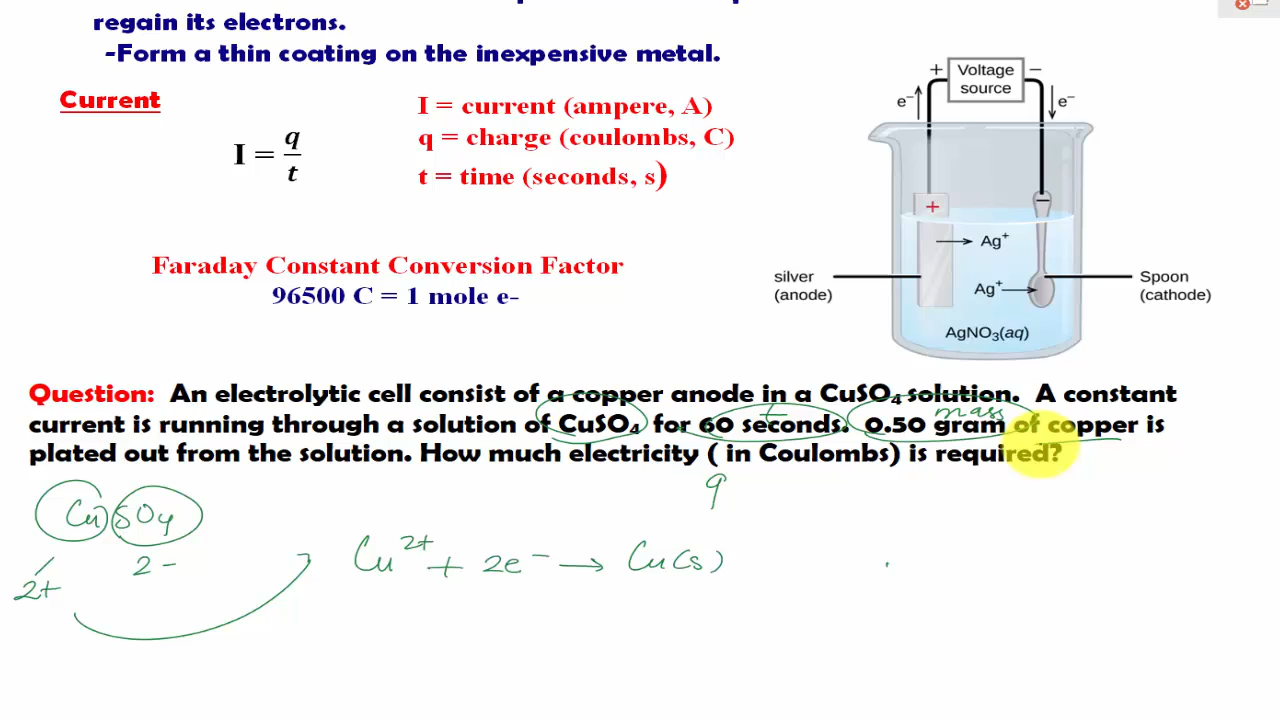 regain its electrons.
-Form a thin coating on the inexpensive metal.
Current
I = q/t
I = current (ampere, A)
q = charge (coulombs, C)
t = time (seconds, s)
Faraday Constant Conversion Factor
96500 C = 1 mole e-
+ Voltage source −
e⁻ e⁻
+ −
Ag⁺
silver (anode)
Spoon (cathode)
Ag⁺
AgNO₃(aq)
Question: An electrolytic cell consist of a copper anode in a CuSO₄ solution. A constant
t mass
current is running through a solution of CuSO₄ for 60 seconds. 0.50 gram of copper is
plated out from the solution. How much electricity ( in Coulombs) is required?
q
CuSO4
2+ 2−
Cu²⁺ + 2e⁻ → Cu(s)